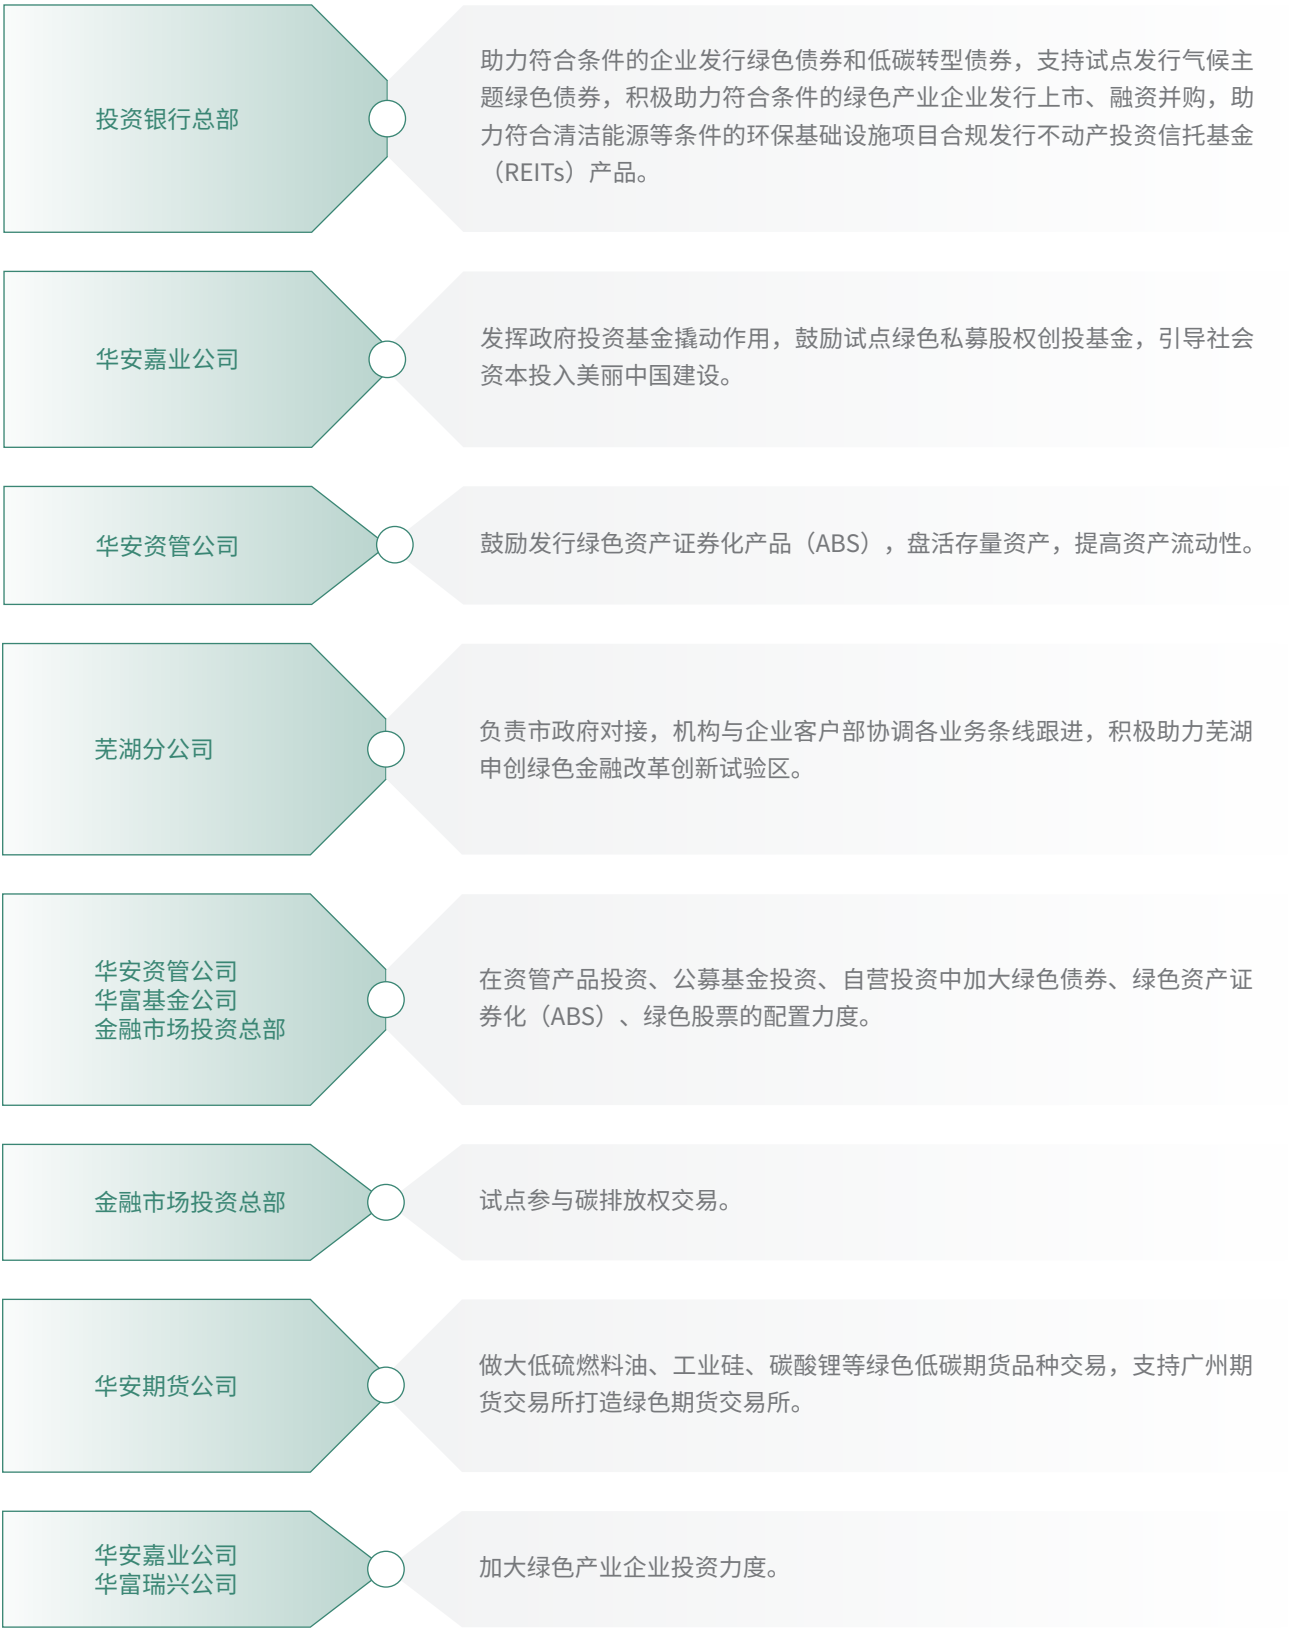 投资银行总部
助力符合条件的企业发行绿色债券和低碳转型债券，支持试点发行气候主
题绿色债券，积极助力符合条件的绿色产业企业发行上市、融资并购，助
力符合清洁能源等条件的环保基础设施项目合规发行不动产投资信托基金
（REITs）产品。
华安嘉业公司
发挥政府投资基金撬动作用，鼓励试点绿色私募股权创投基金，引导社会
资本投入美丽中国建设。
华安资管公司
鼓励发行绿色资产证券化产品（ABS），盘活存量资产，提高资产流动性。
芜湖分公司
负责市政府对接，机构与企业客户部协调各业务条线跟进，积极助力芜湖
申创绿色金融改革创新试验区。
华安资管公司
华富基金公司
金融市场投资总部
在资管产品投资、公募基金投资、自营投资中加大绿色债券、绿色资产证
券化（ABS）、绿色股票的配置力度。
金融市场投资总部
试点参与碳排放权交易。
华安期货公司
做大低硫燃料油、工业硅、碳酸锂等绿色低碳期货品种交易，支持广州期
货交易所打造绿色期货交易所。
华安嘉业公司
华富瑞兴公司
加大绿色产业企业投资力度。